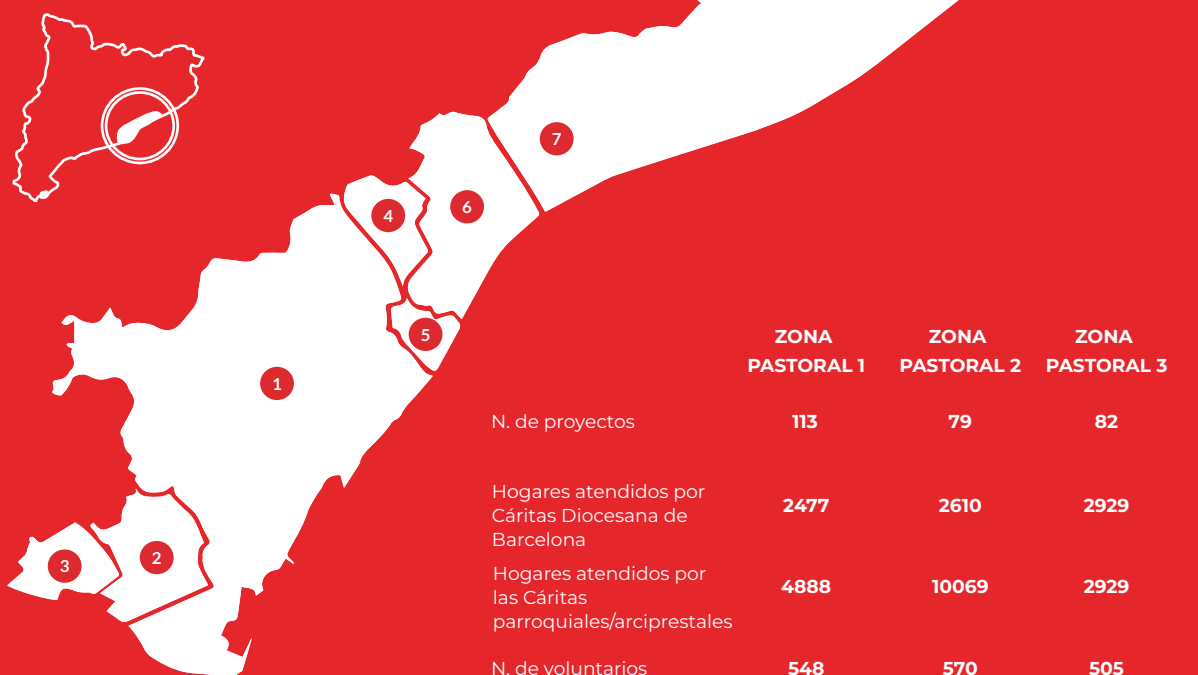 7
6
4
5
1
2
3
ZONA PASTORAL 1
ZONA PASTORAL 2
ZONA PASTORAL 3
N. de proyectos 113 79 82
Hogares atendidos por
Cáritas Diocesana de
Barcelona
2477 2610 2929
Hogares atendidos por
las Cáritas
parroquiales/arciprestales
4888 10069 2929
N. de voluntarios 548 570 505